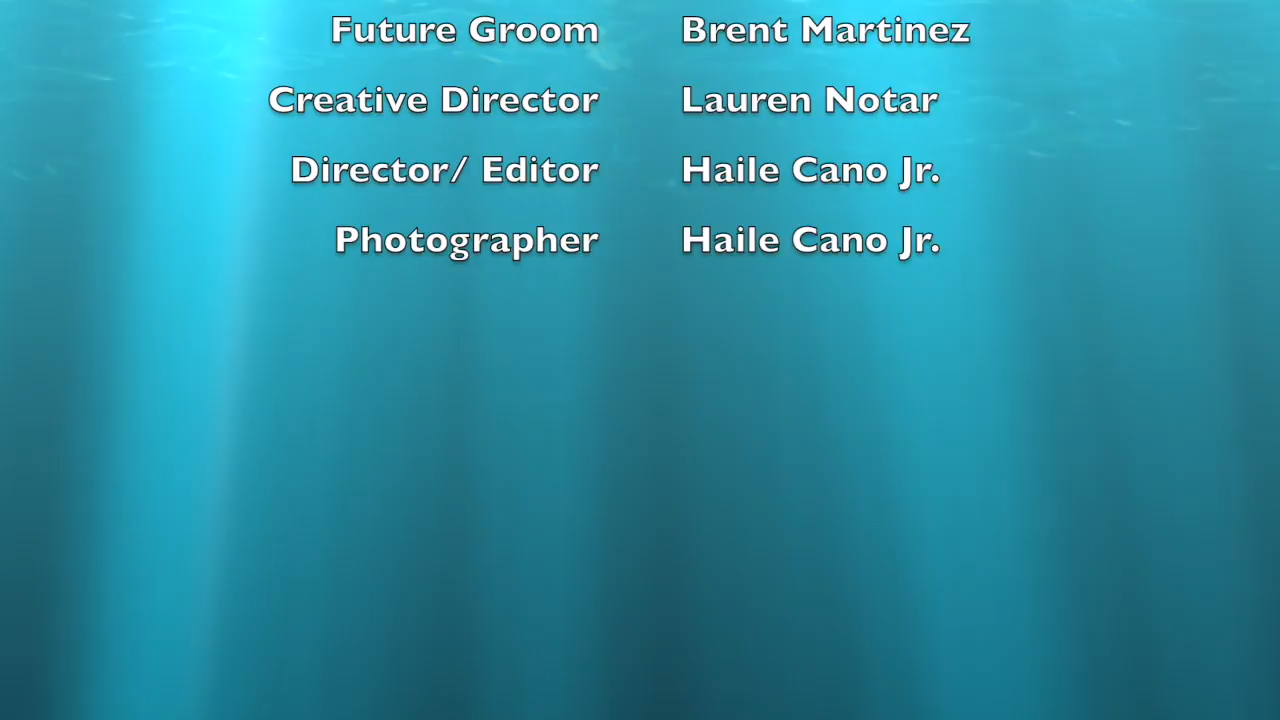 Future Groom Brent Martinez
Creative Director Lauren Notar
Director/ Editor Haile Cano Jr.
Photographer Haile Cano Jr.